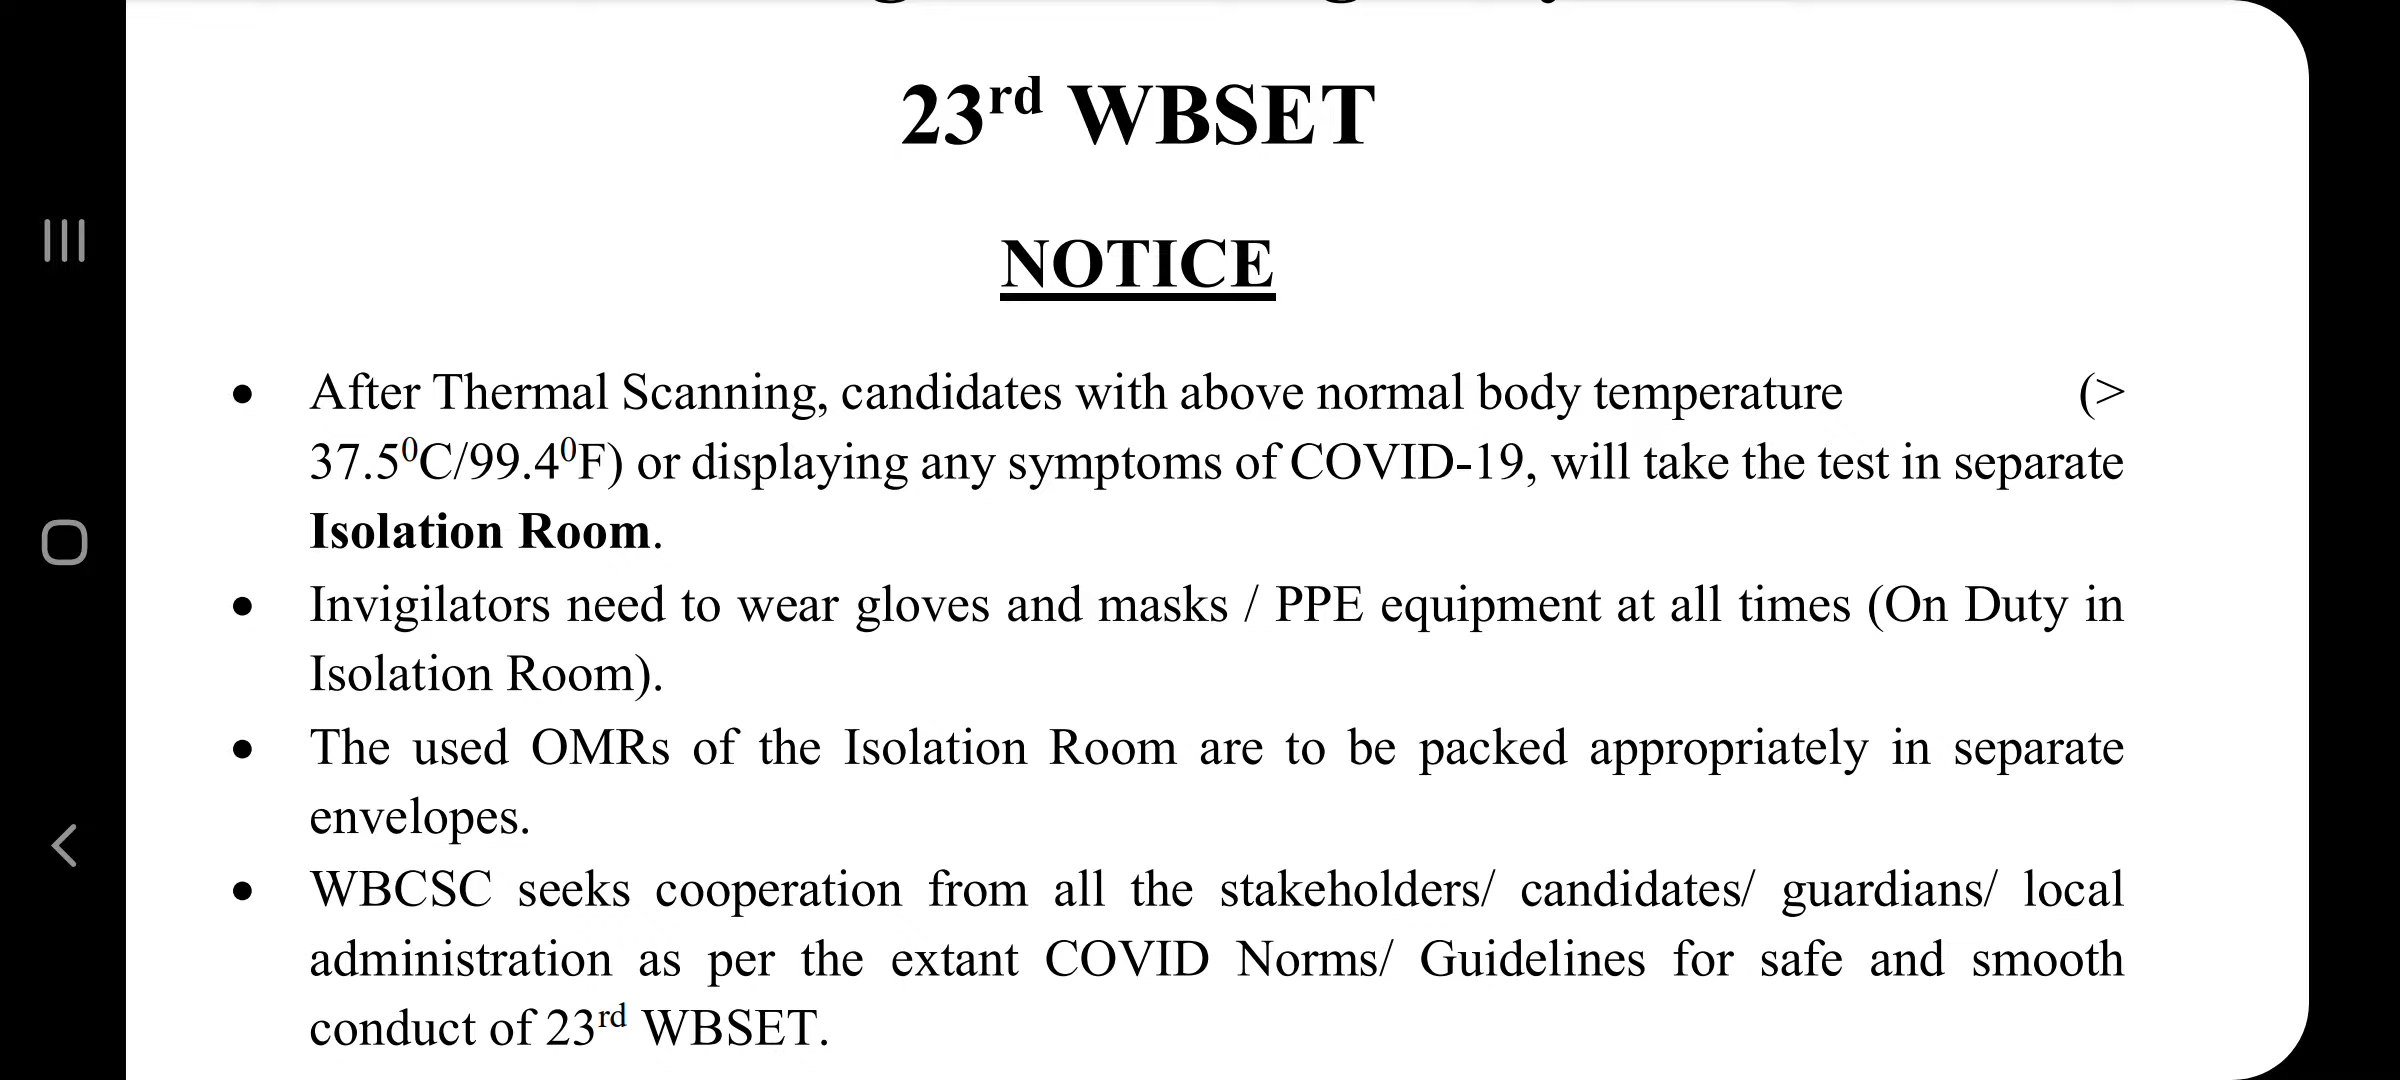 23rd WBSET
NOTICE
• After Thermal Scanning, candidates with above normal body temperature (>
37.5⁰C/99.4⁰F) or displaying any symptoms of COVID-19, will take the test in separate
Isolation Room.
• Invigilators need to wear gloves and masks / PPE equipment at all times (On Duty in
Isolation Room).
• The used OMRs of the Isolation Room are to be packed appropriately in separate
envelopes.
• WBCSC seeks cooperation from all the stakeholders/ candidates/ guardians/ local
administration as per the extant COVID Norms/ Guidelines for safe and smooth
conduct of 23rd WBSET.